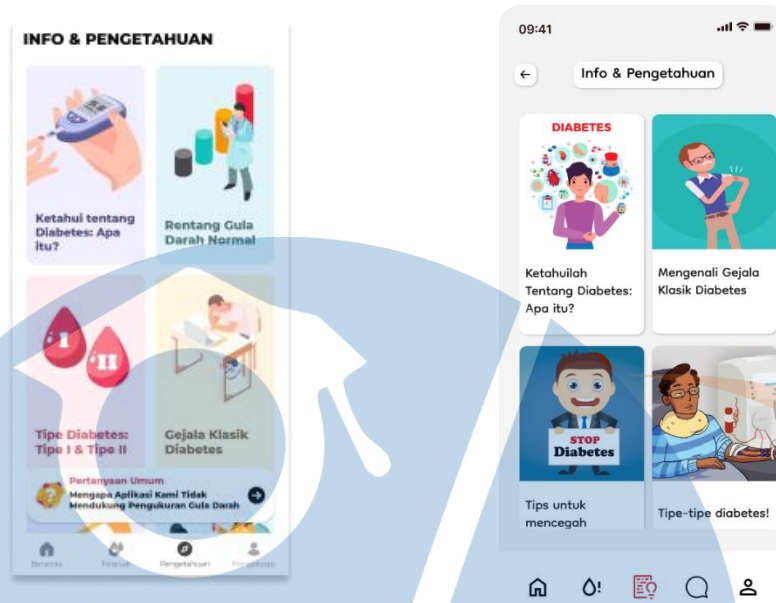 INFO & PENGETAHUAN
Ketahui tentang
Diabetes: Apa
itu?
Rentang Gula
Darah Normal
I
II
Tipe Diabetes:
Tipe I & Tipe II
Gejala Klasik
Diabetes
Pertanyaan Umum
Mengapa Aplikasi Kami Tidak
Mendukung Pengukuran Gula Darah
Beranda
Pengetahuan
09:41
Info & Pengetahuan
DIABETES
Ketahuilah
Tentang Diabetes:
Apa itu?
Mengenali Gejala
Klasik Diabetes
STOP
Diabetes
Tips untuk
mencegah
Tipe-tipe diabetes!